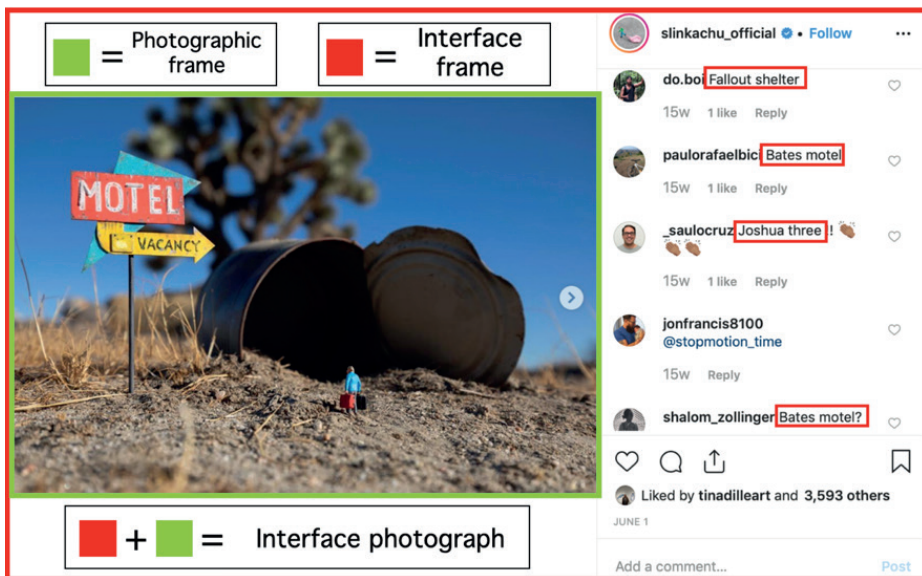 = Photographic frame
= Interface frame
MOTEL
VACANCY
+ = Interface photograph
slinkachu_official • Follow
do.boi Fallout shelter
15w 1 like Reply
paulorafaelbici Bates motel
15w 1 like Reply
_saulocruz Joshua three !! 👏🏽
👏🏽👏🏽
15w 1 like Reply
jonfrancis8100
@stopmotion_time
15w Reply
shalom_zollinger Bates motel?
Liked by tinadilleart and 3,593 others
JUNE 1
Add a comment... Post